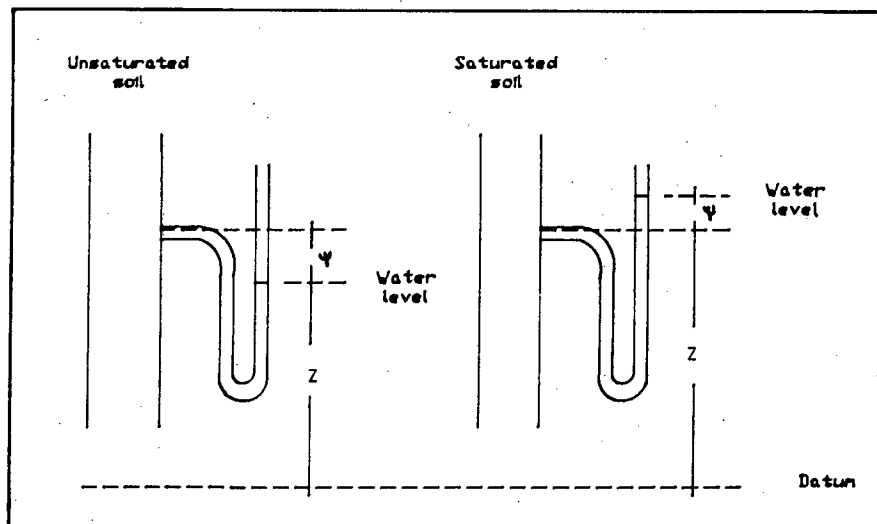 Unsaturated
soil
Saturated
soil
Water
level
ψ
ψ
Water
level
Z
Z
Datum